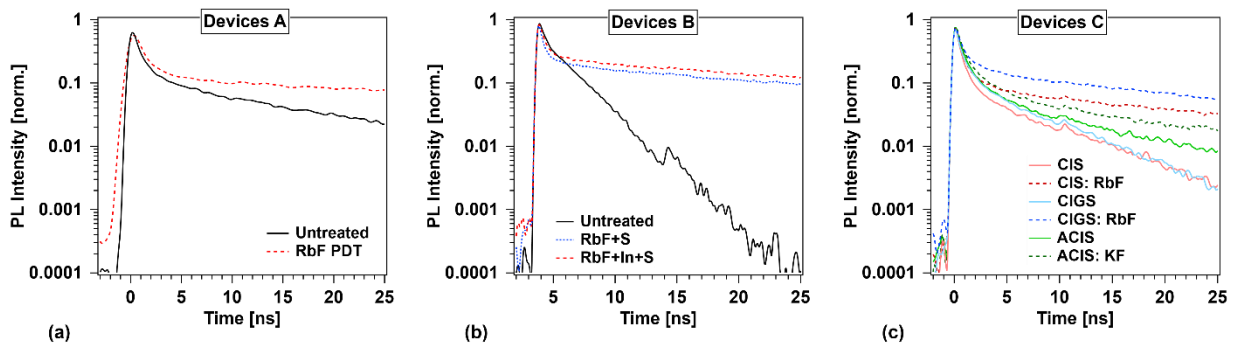 Devices A
PL Intensity [norm.]
1
0.1
0.01
0.001
0.0001
Untreated
RbF PDT
0
5
10
15
20
25
Time [ns]
(a)
Devices B
PL Intensity [norm.]
1
0.1
0.01
0.001
0.0001
Untreated
RbF+S
RbF+In+S
5
10
15
20
25
Time [ns]
(b)
Devices C
PL Intensity [norm.]
1
0.1
0.01
0.001
0.0001
CIS
CIS: RbF
CIGS
CIGS: RbF
ACIS
ACIS: KF
0
5
10
15
20
25
Time [ns]
(c)